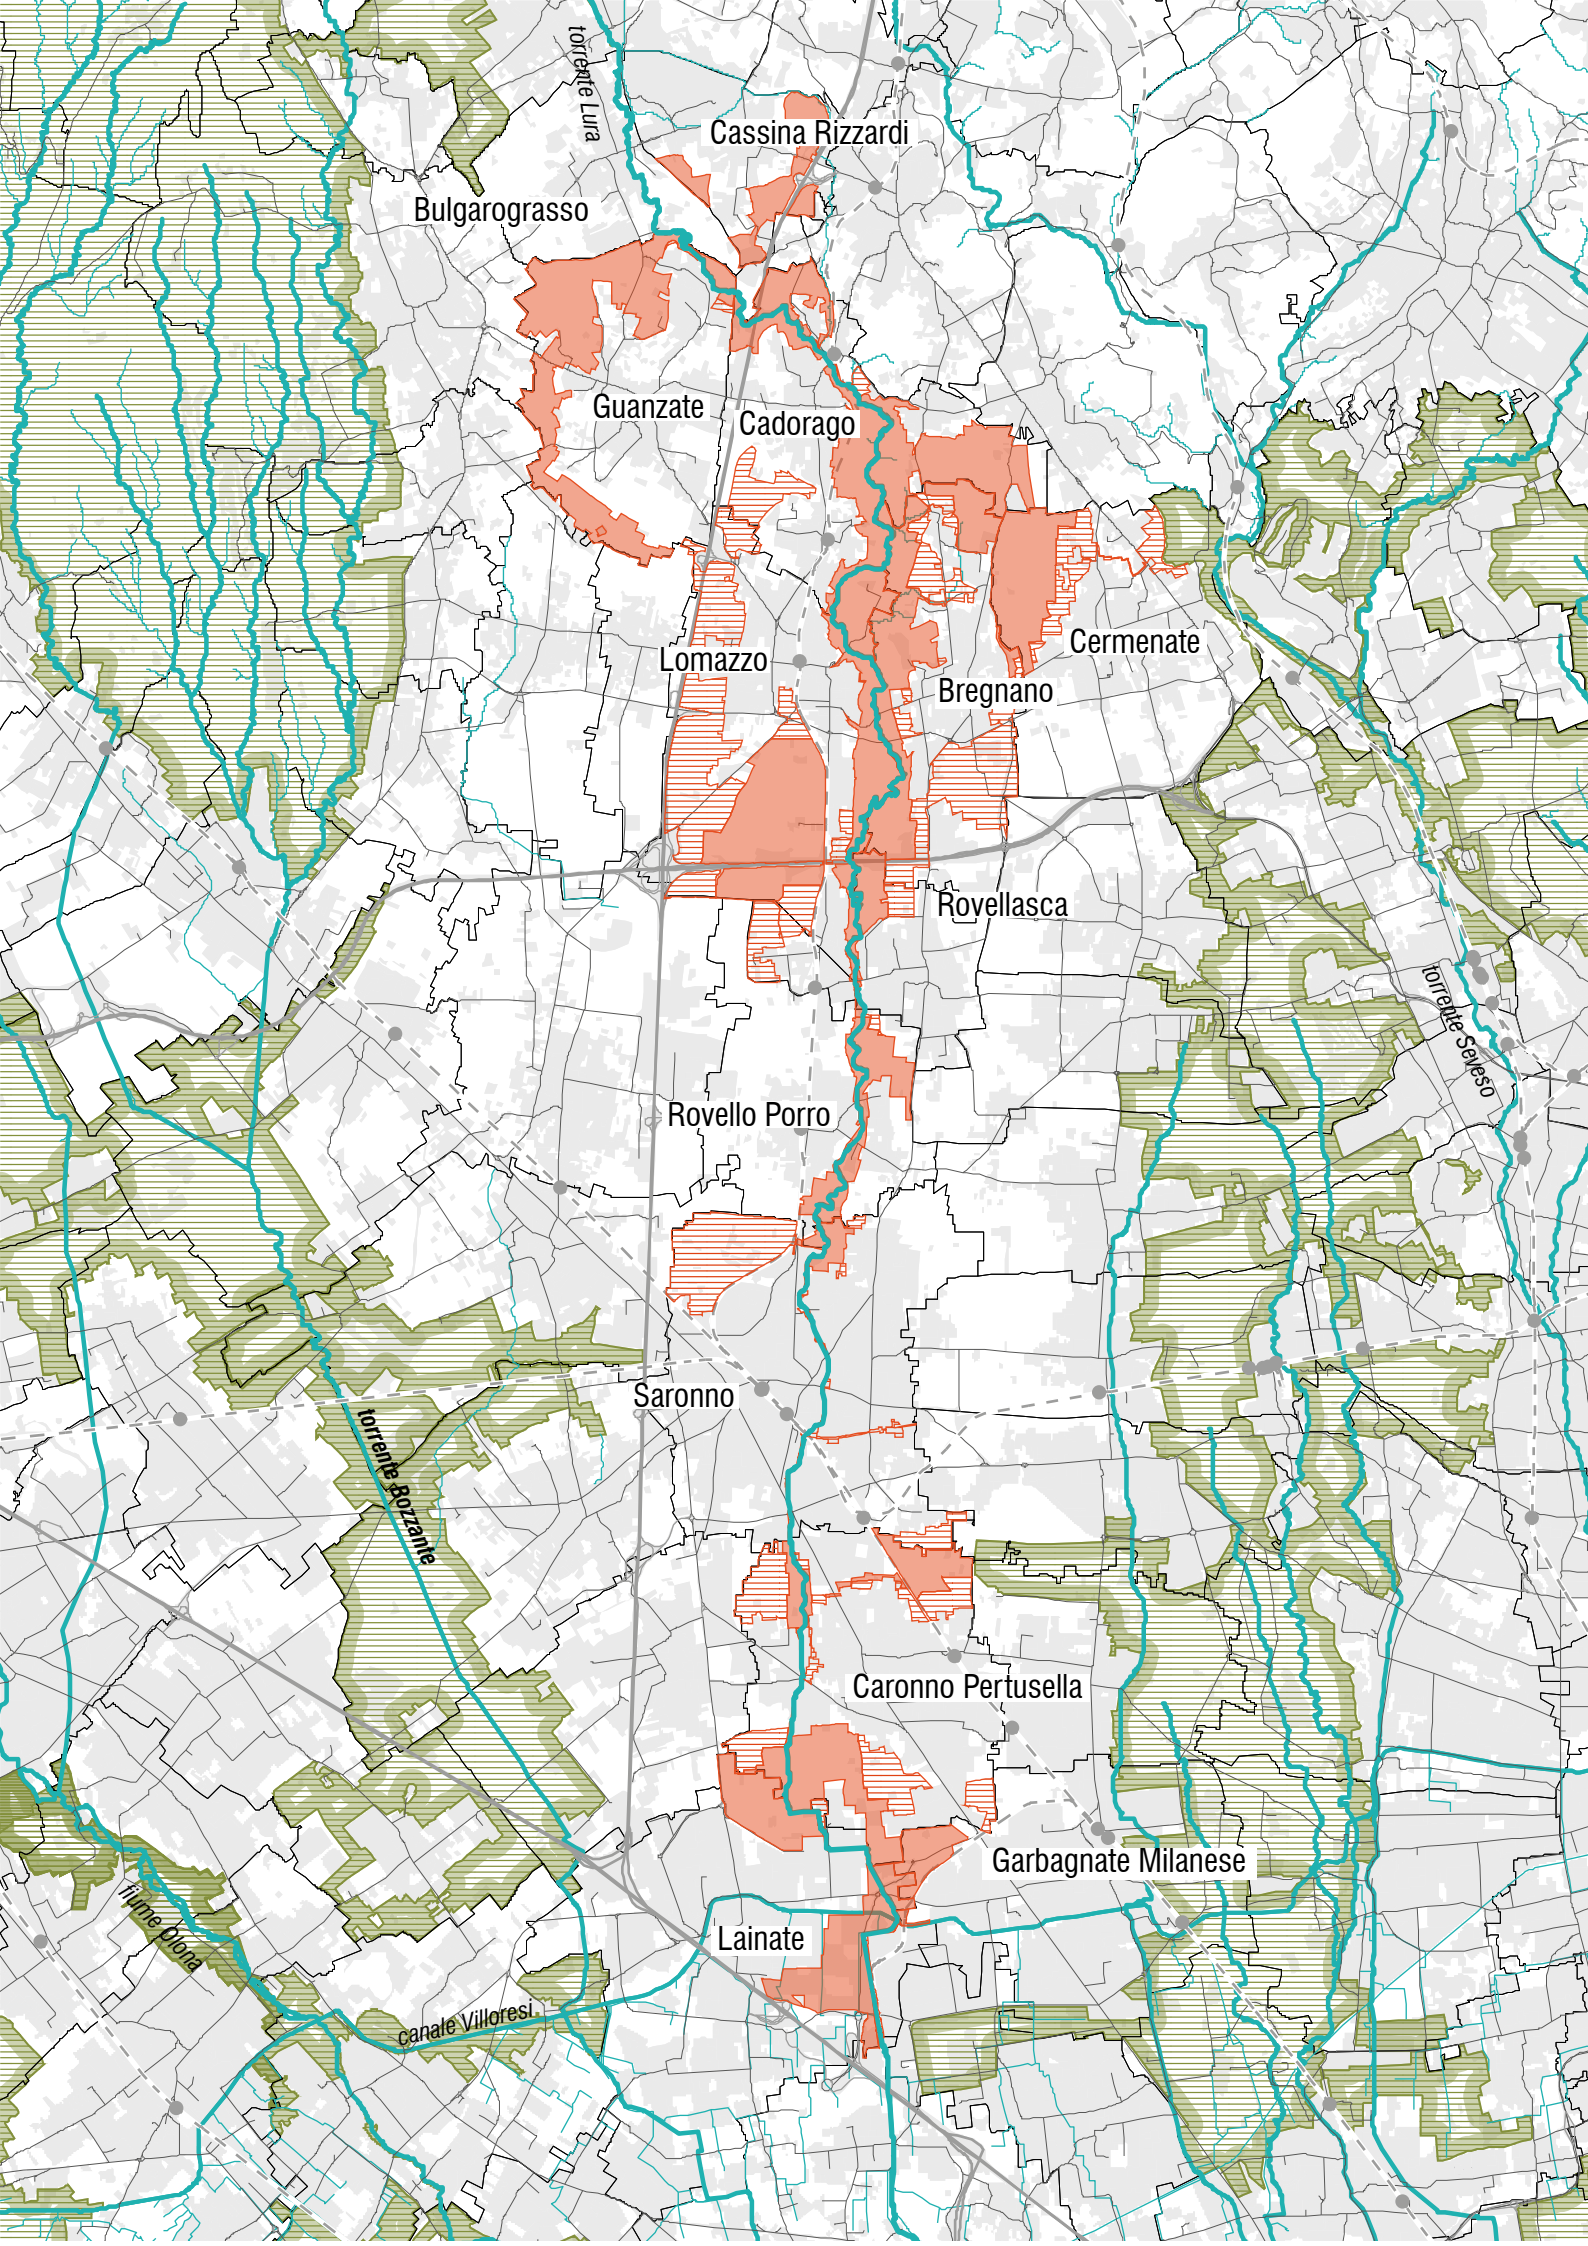 torrente Lura
Cassina Rizzardi
Bulgarograsso
Guanzate
Cadorago
Cermenate
Lomazzo
Bregnano
Rovellasca
torrente Seveso
Rovello Porro
Saronno
torrente Bozzante
Caronno Pertusella
Garbagnate Milanese
fiume Olona
Lainate
canale Villoresi